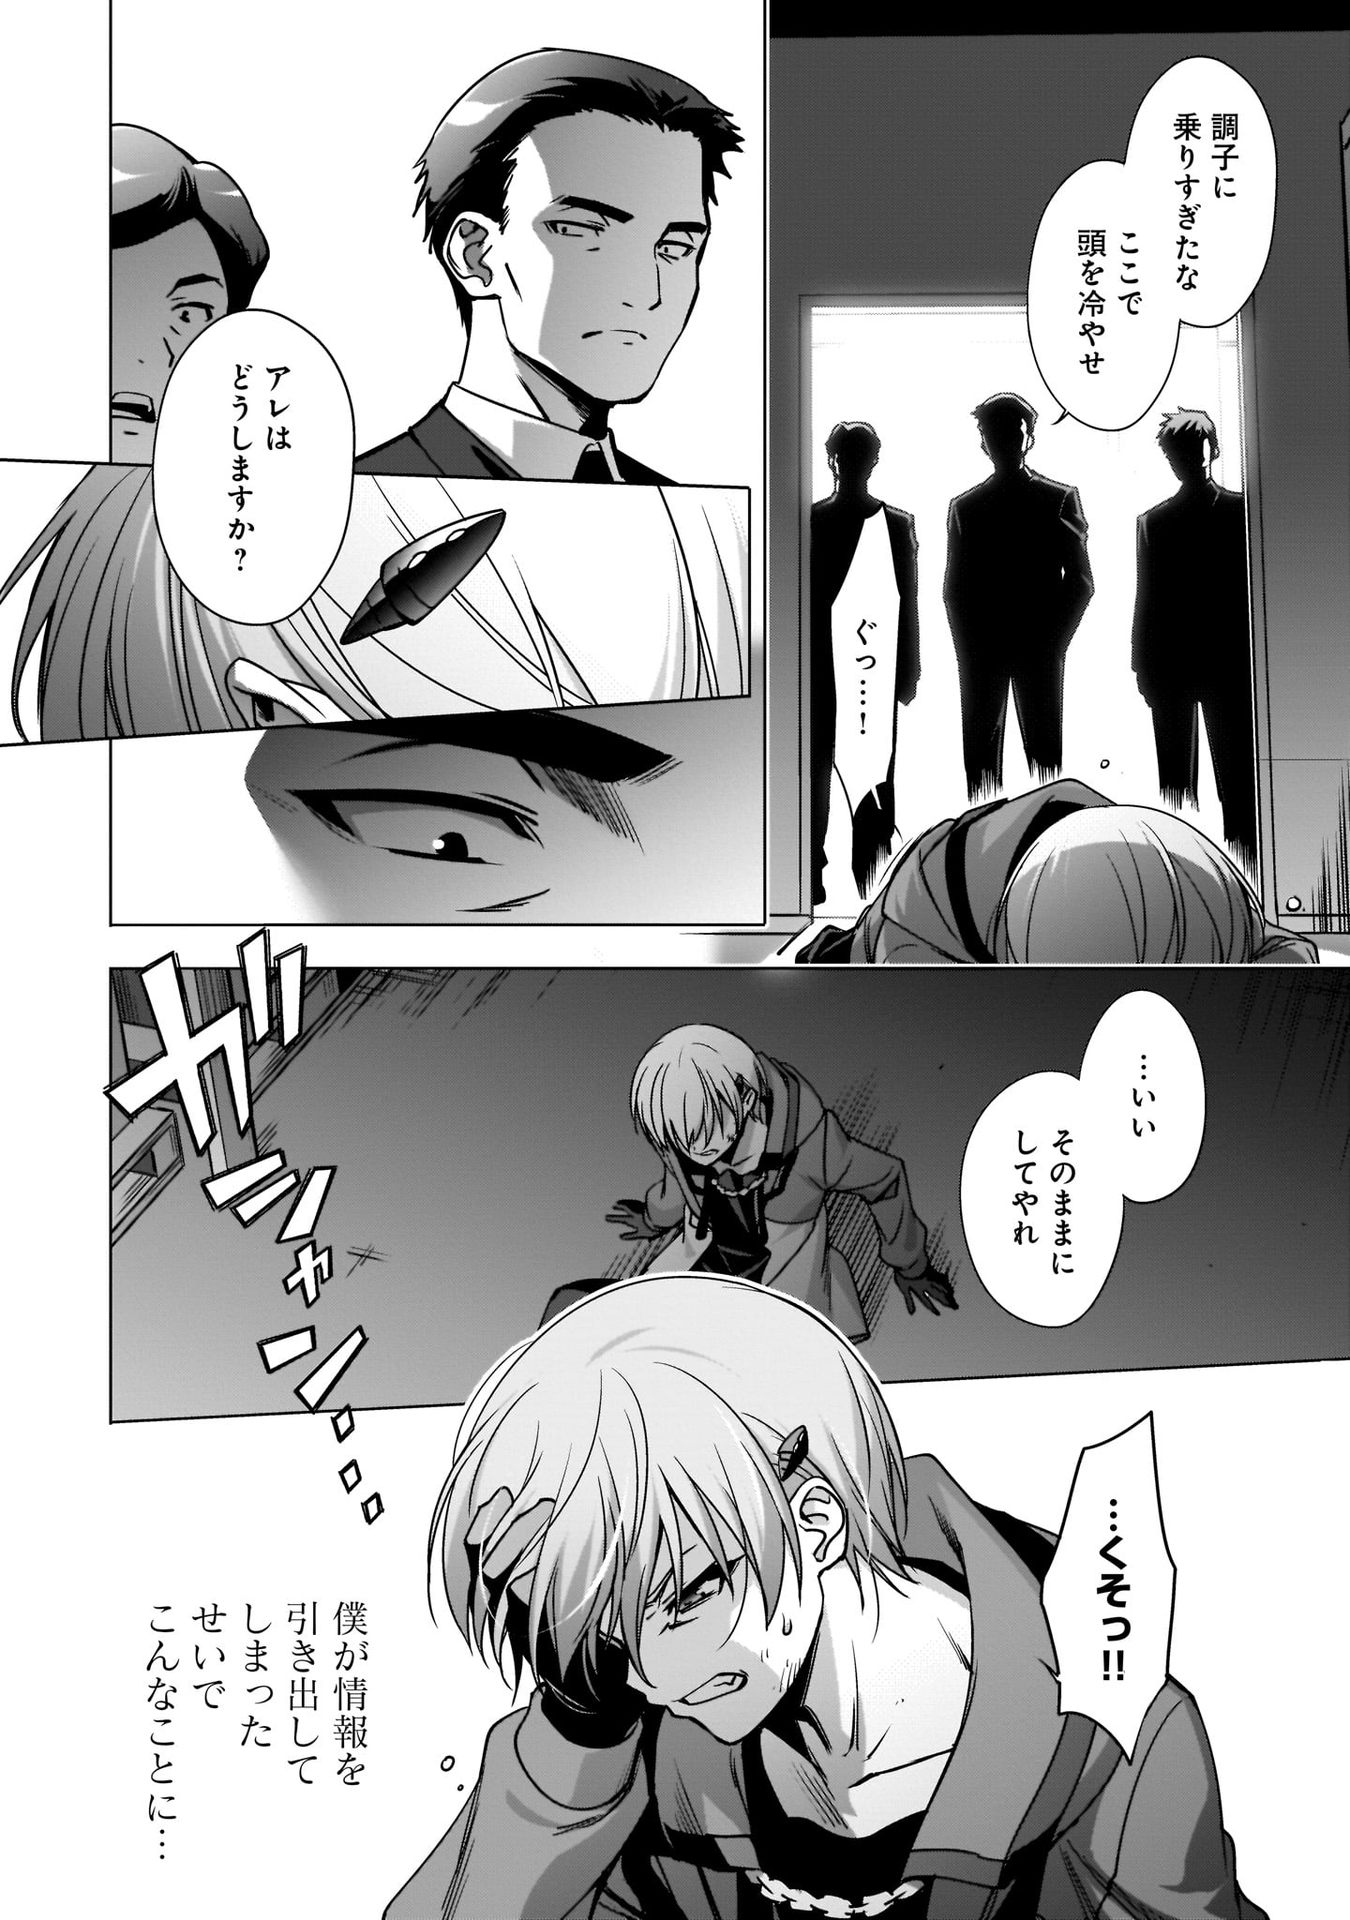 調子に
乗りすぎたな
ここで
頭を冷やせ
ぐっ……！
アレは
どうしますか？
…いい
そのままに
してやれ
ガシャン…
…くそっ!!
僕が情報を
引き出して
しまった
せいで
こんなことに…